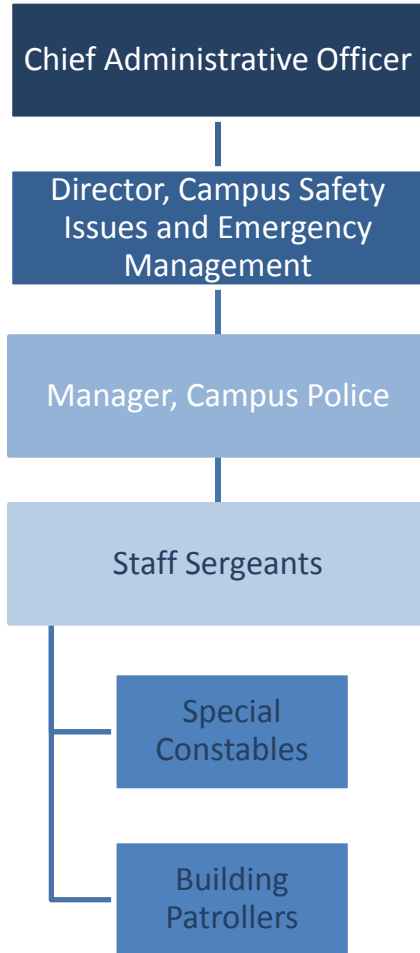 Chief Administrative Officer
Director, Campus Safety
Issues and Emergency
Management
Manager, Campus Police
Staff Sergeants
Special
Constables
Building
Patrollers